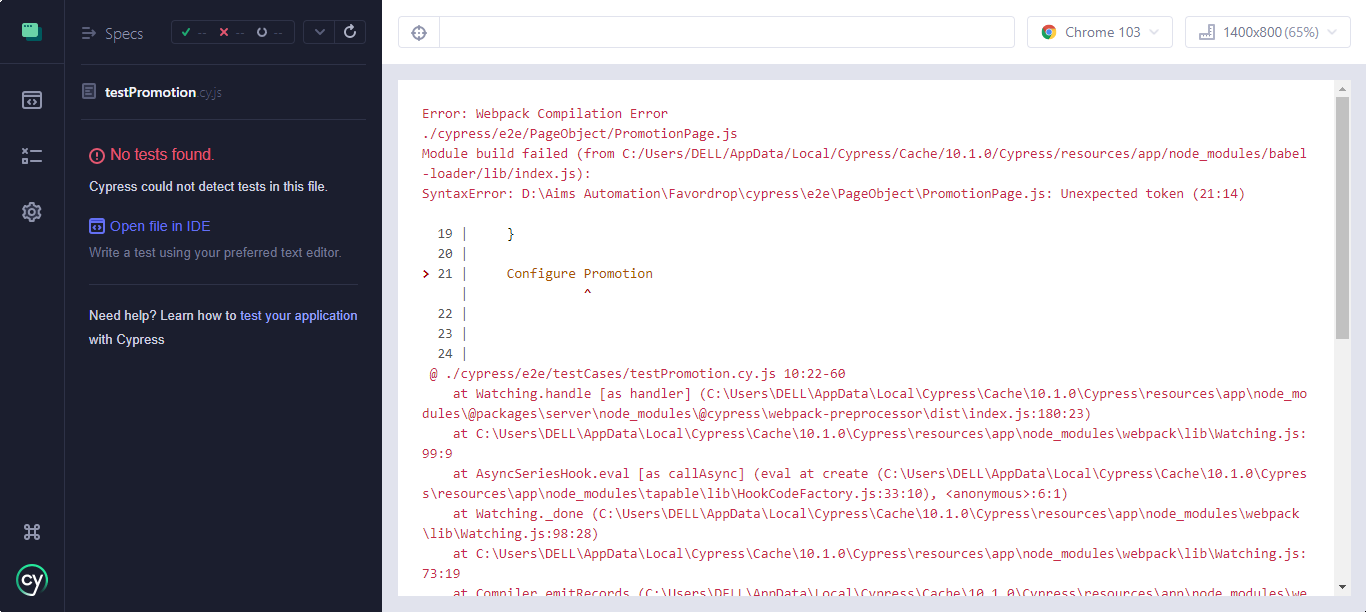 Specs
-- -- --
testPromotion.cy.js
No tests found.
Cypress could not detect tests in this file.
Open file in IDE
Write a test using your preferred text editor.
Need help? Learn how to test your application
with Cypress
cy
Chrome 103
1400x800 (65%)
Error: Webpack Compilation Error
./cypress/e2e/PageObject/PromotionPage.js
Module build failed (from C:/Users/DELL/AppData/Local/Cypress/Cache/10.1.0/Cypress/resources/app/node_modules/babel
-loader/lib/index.js):
SyntaxError: D:\Aims Automation\Favordrop\cypress\e2e\PageObject\PromotionPage.js: Unexpected token (21:14)
19 |     }
20 |
> 21 |     Configure Promotion
|               ^
22 |
23 |
24 |
@ ./cypress/e2e/testCases/testPromotion.cy.js 10:22-60
at Watching.handle [as handler] (C:\Users\DELL\AppData\Local\Cypress\Cache\10.1.0\Cypress\resources\app\node_mo
dules\@packages\server\node_modules\@cypress\webpack-preprocessor\dist\index.js:180:23)
at C:\Users\DELL\AppData\Local\Cypress\Cache\10.1.0\Cypress\resources\app\node_modules\webpack\lib\Watching.js:
99:9
at AsyncSeriesHook.eval [as callAsync] (eval at create (C:\Users\DELL\AppData\Local\Cypress\Cache\10.1.0\Cypres
s\resources\app\node_modules\tapable\lib\HookCodeFactory.js:33:10), <anonymous>:6:1)
at Watching._done (C:\Users\DELL\AppData\Local\Cypress\Cache\10.1.0\Cypress\resources\app\node_modules\webpack
\lib\Watching.js:98:28)
at C:\Users\DELL\AppData\Local\Cypress\Cache\10.1.0\Cypress\resources\app\node_modules\webpack\lib\Watching.js:
73:19
at Compiler.emitRecords (C:\Users\DELL\AppData\Local\Cypress\Cache\10.1.0\Cypress\resources\app\node_modules\we